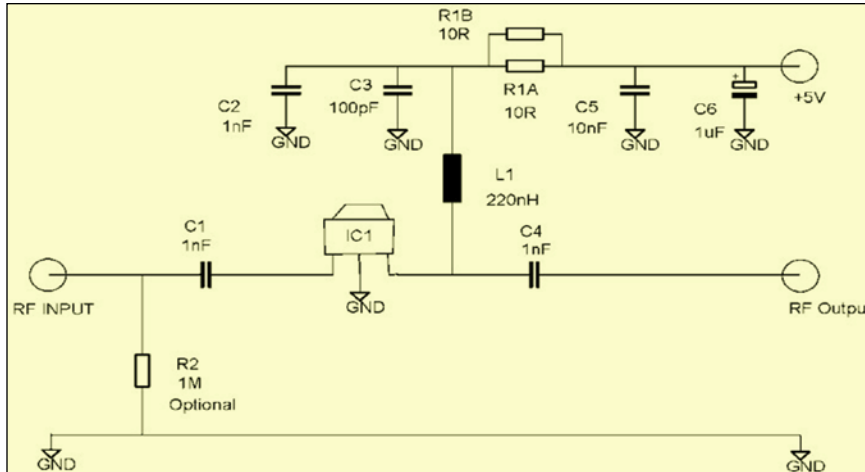 R1B
10R
C2
1nF
C3
100pF
R1A
10R
C5
10nF
+
C6
1uF
+5V
GND
GND
GND
GND
L1
220nH
C1
1nF
IC1
C4
1nF
GND
RF INPUT
RF Outpu
R2
1M
Optional
GND
GND